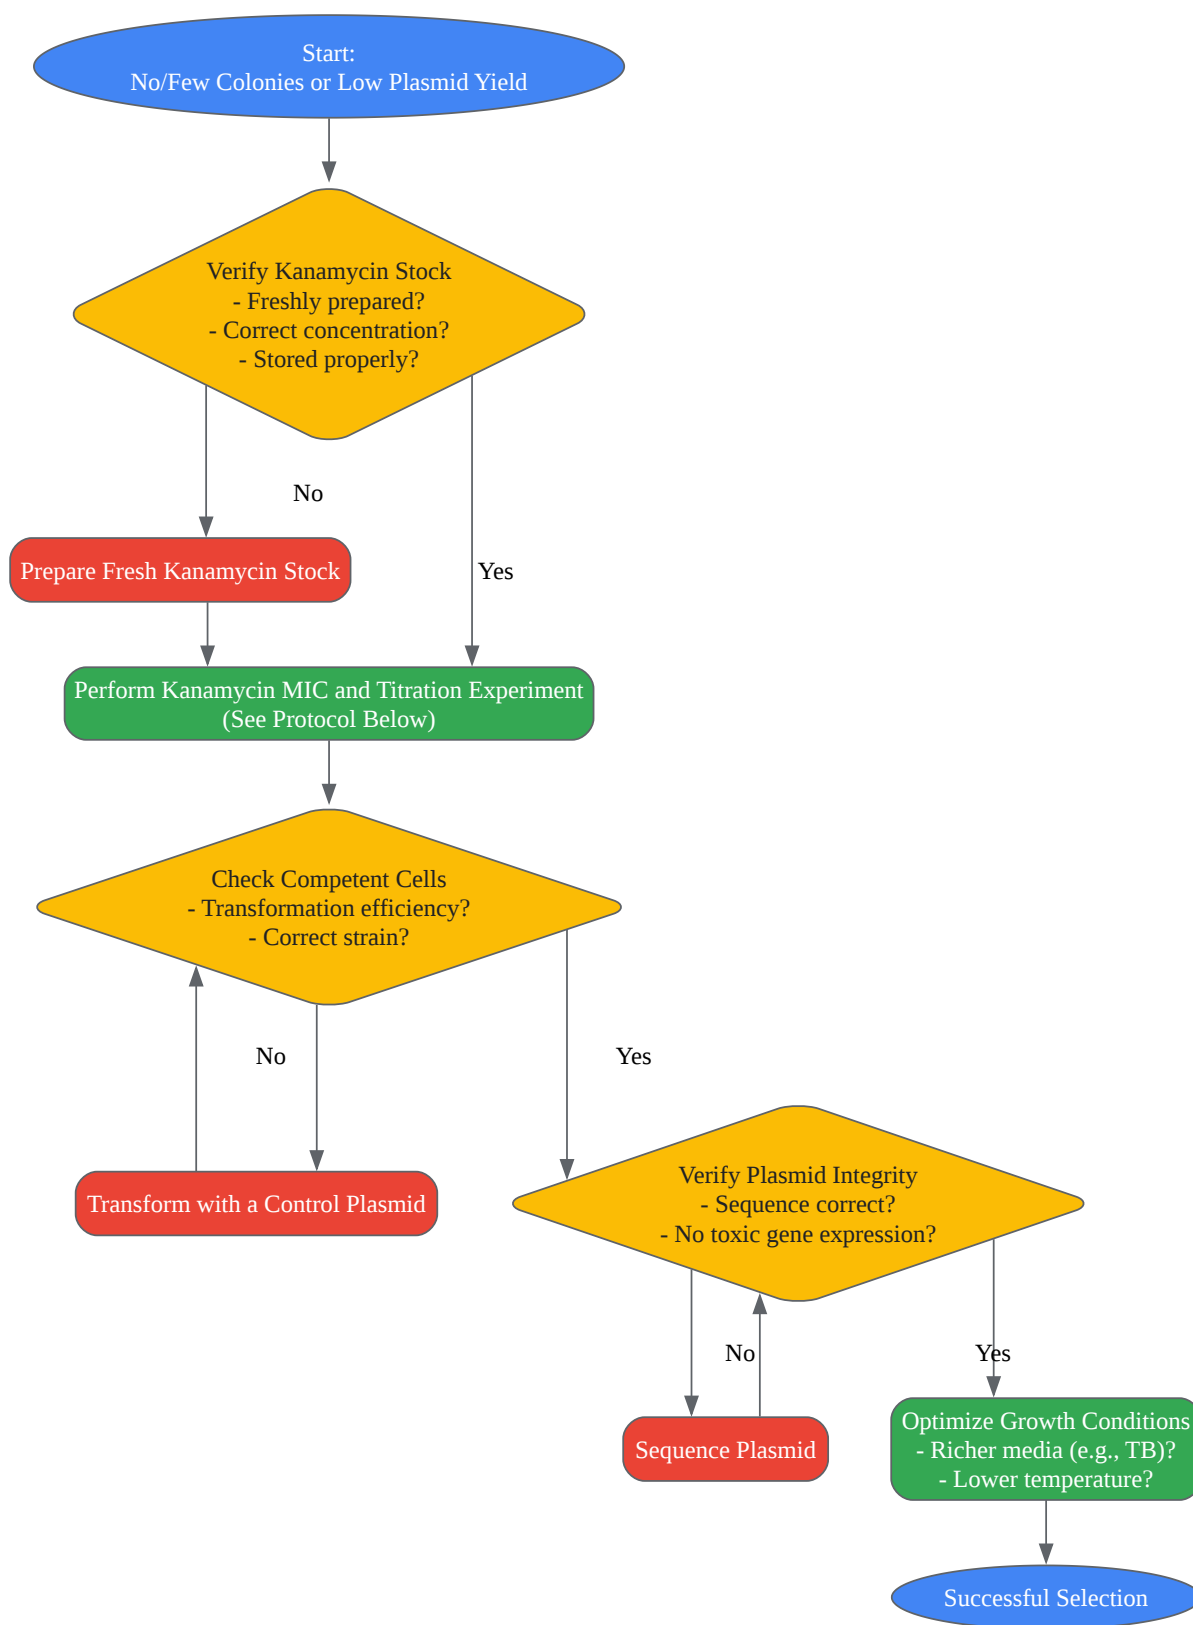 Start:
No/Few Colonies or Low Plasmid Yield
Verify Kanamycin Stock
- Freshly prepared?
- Correct concentration?
- Stored properly?
No
Prepare Fresh Kanamycin Stock
Yes
Perform Kanamycin MIC and Titration Experiment
(See Protocol Below)
Check Competent Cells
- Transformation efficiency?
- Correct strain?
No
Yes
Transform with a Control Plasmid
Verify Plasmid Integrity
- Sequence correct?
- No toxic gene expression?
No
Yes
Sequence Plasmid
Optimize Growth Conditions
- Richer media (e.g., TB)?
- Lower temperature?
Successful Selection